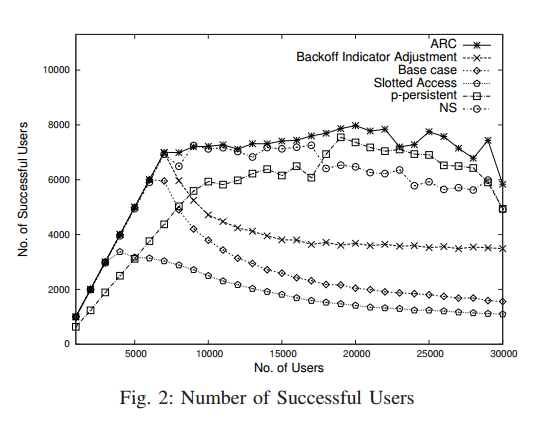 ARC
Backoff Indicator Adjustment
Base case
Slotted Access
p-persistent
NS
No. of Successful Users
10000
8000
6000
4000
2000
0
5000 10000 15000 20000 25000 30000
No. of Users
Fig. 2: Number of Successful Users